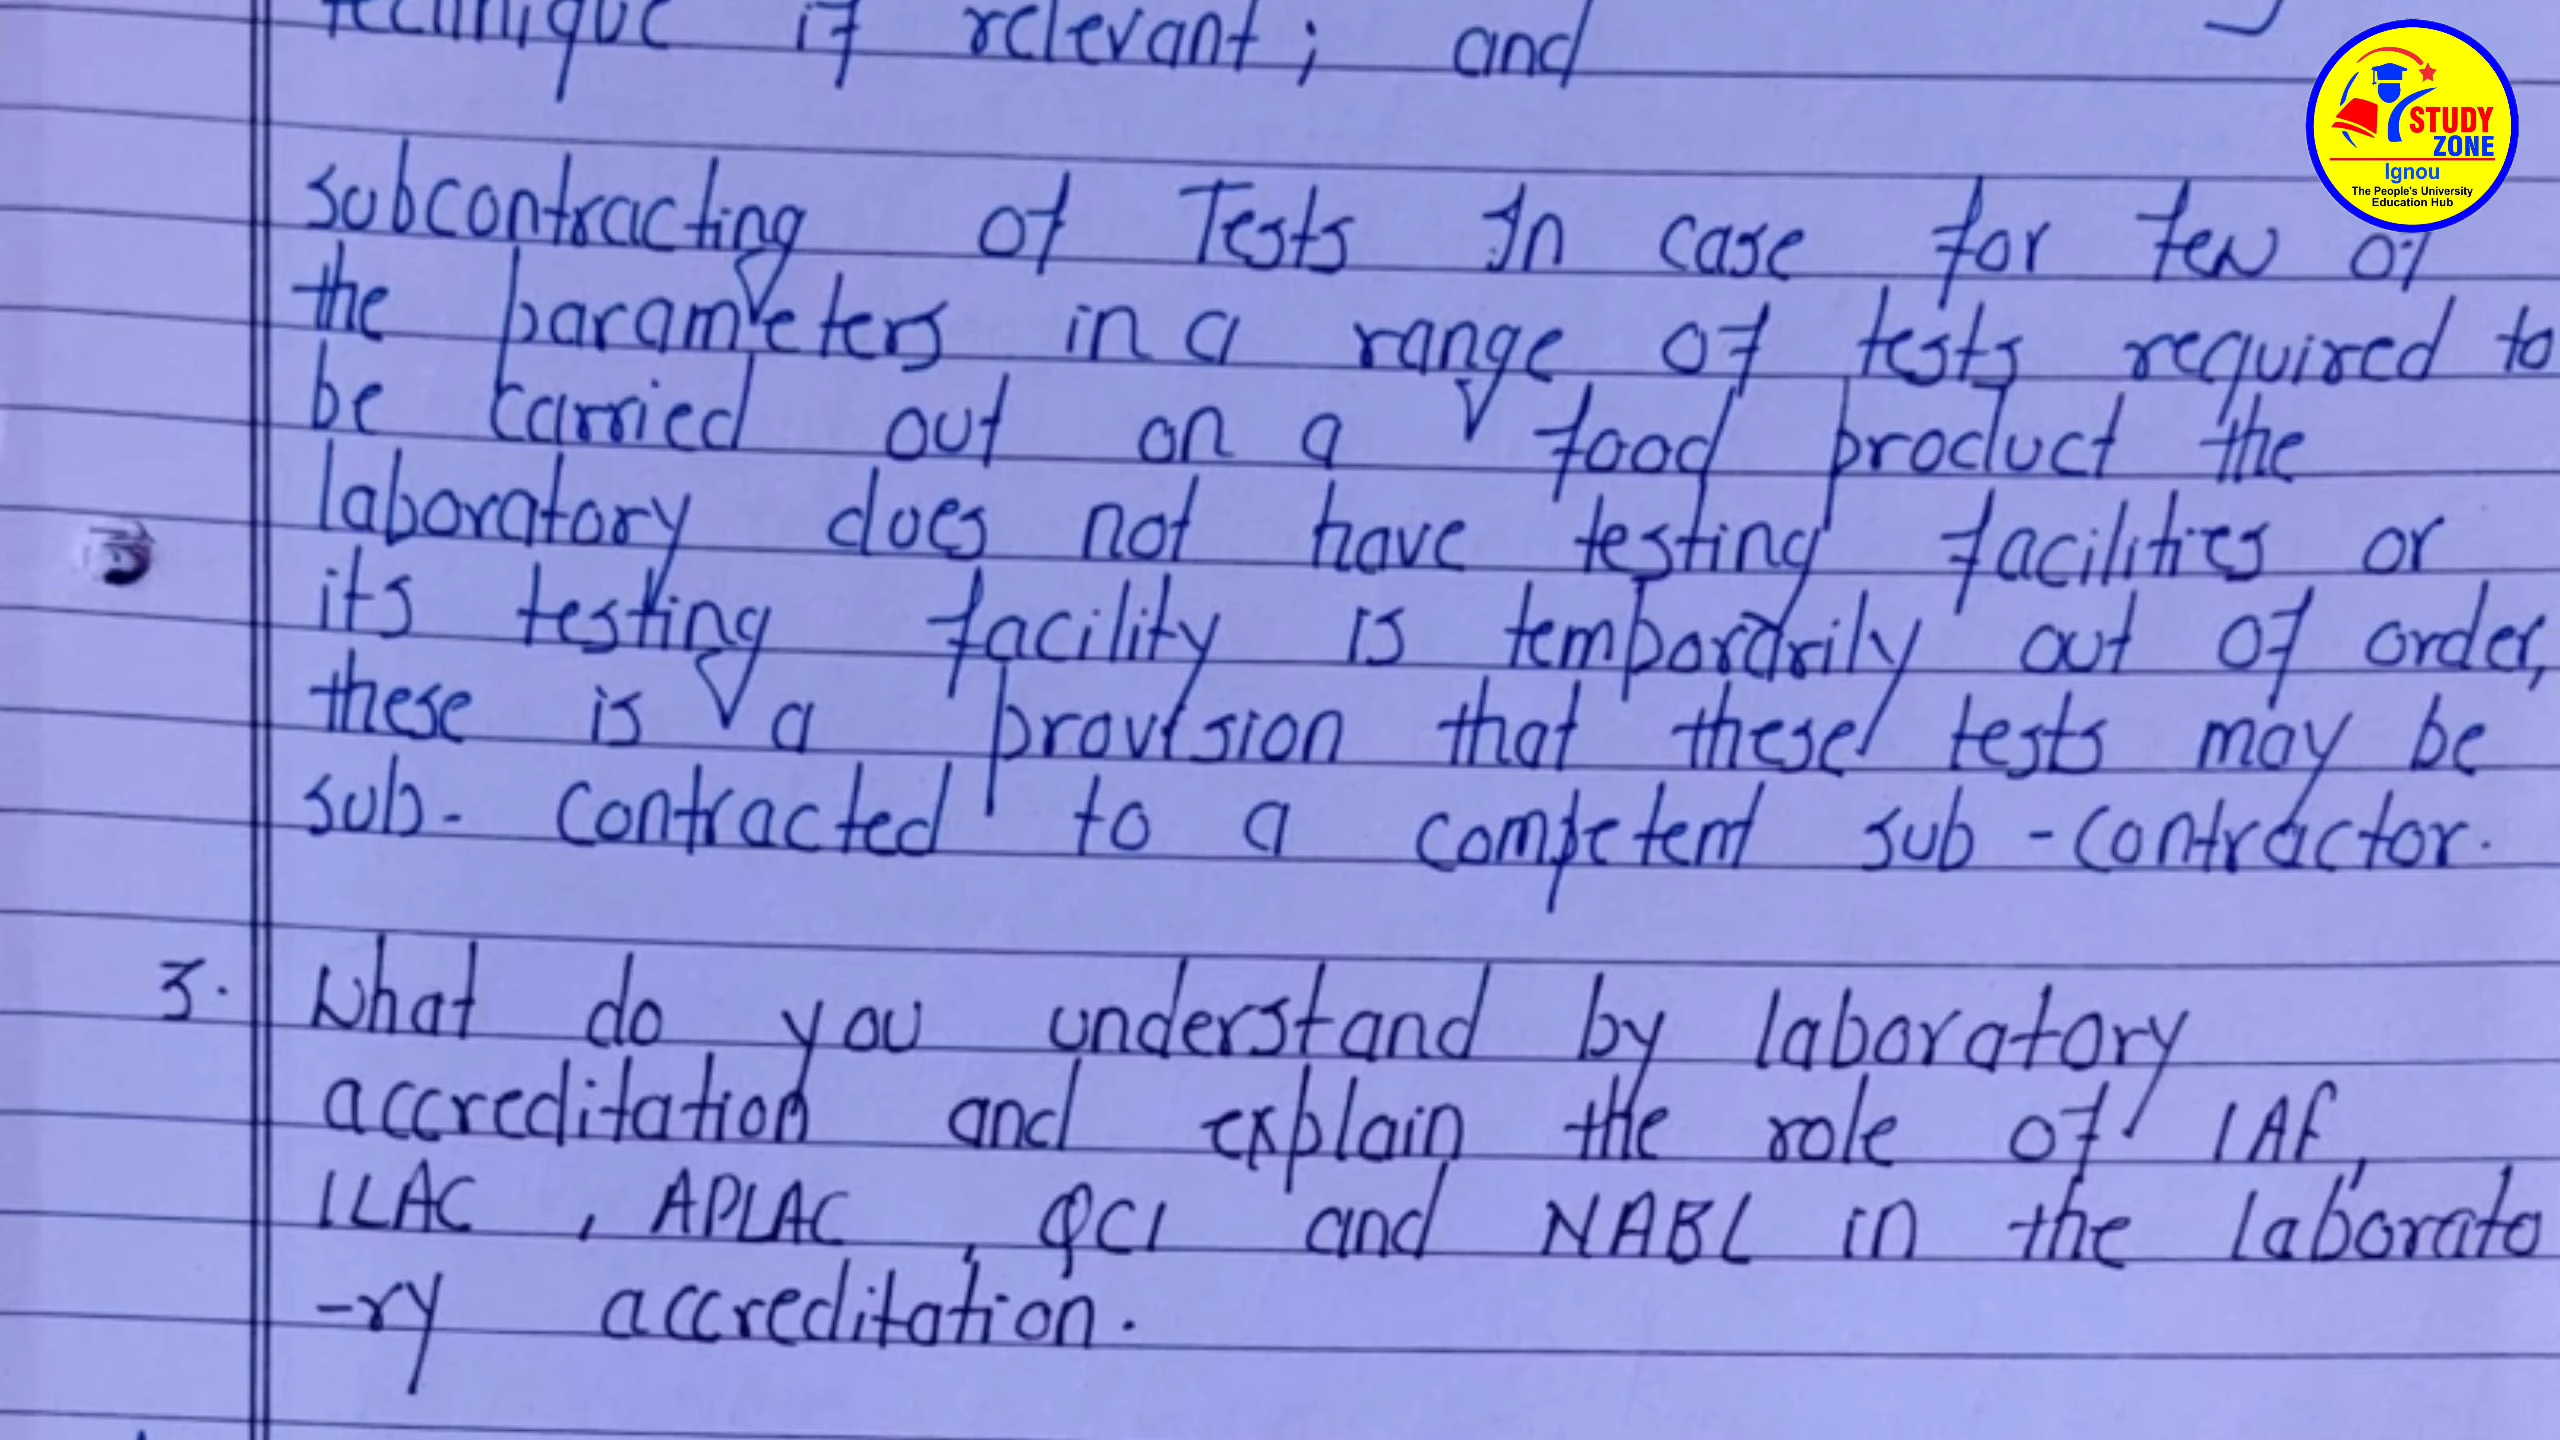 technique if relevant; and
subcontracting of Tests In case for few of
the parameters in a range of tests required to
be carried out on a food product the
laboratory does not have testing facilities or
its testing facility is temporarily out of order,
these is a provision that these tests may be
sub- contracted to a competent sub-contractor.
3. What do you understand by laboratory
accreditation and explain the role of IAF,
ILAC, APLAC, QCI and NABL in the laborato
-ry accreditation.
STUDY
ZONE
Ignou
The People's University
Education Hub